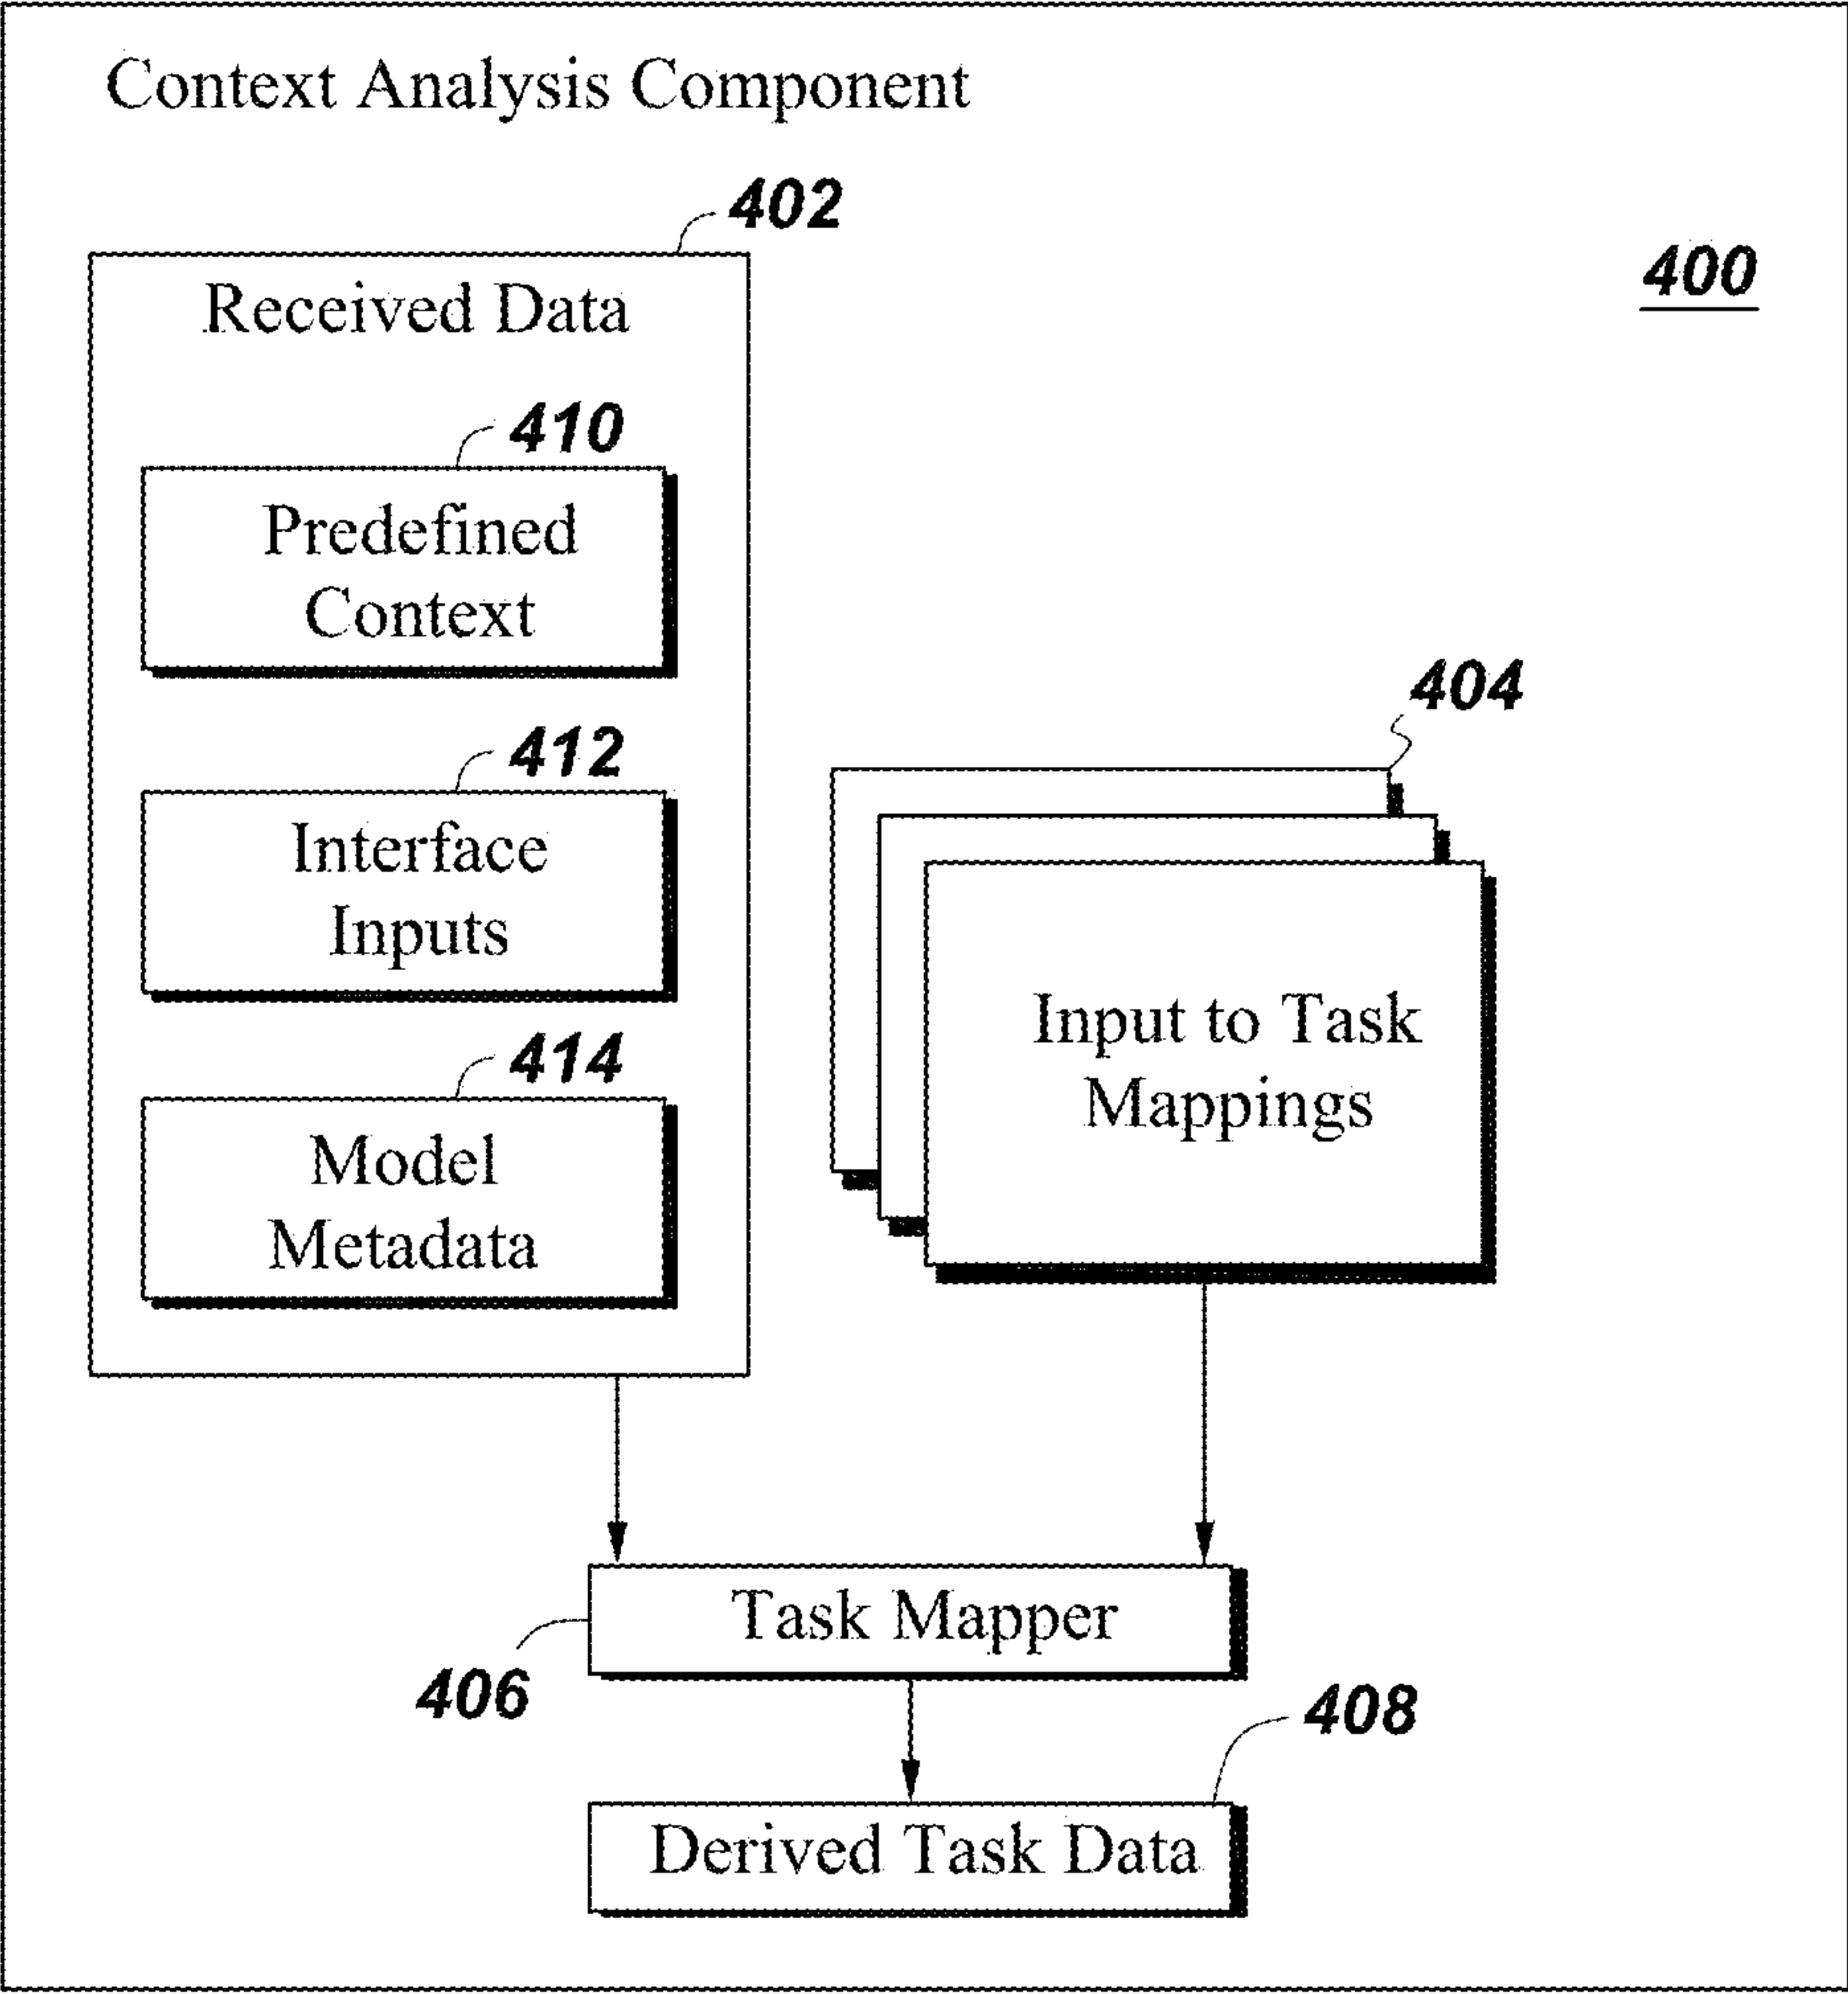 Context Analysis Component
402
400
Received Data
410
Predefined
Context
404
412
Interface
Inputs
Input to Task
Mappings
414
Model
Metadata
Task Mapper
406
408
Derived Task Data